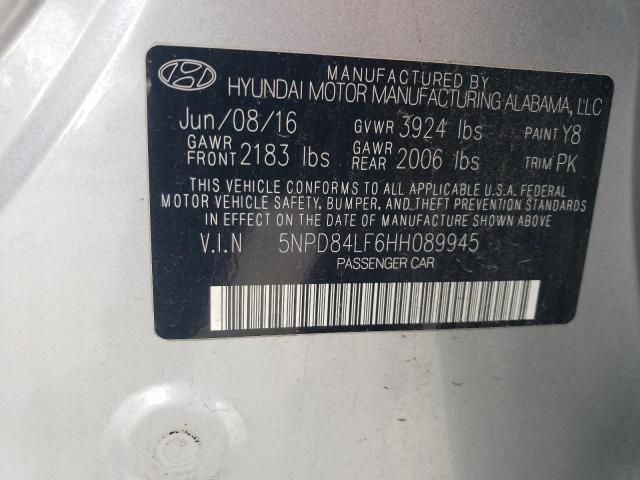 MANUFACTURED BY
HYUNDAI MOTOR MANUFACTURING ALABAMA, LLC
Jun/08/16 GVWR 3924 lbs PAINT Y8
GAWR FRONT 2183 lbs GAWR REAR 2006 lbs TRIM PK
THIS VEHICLE CONFORMS TO ALL APPLICABLE U.S.A. FEDERAL
MOTOR VEHICLE SAFETY, BUMPER, AND THEFT PREVENTION STANDARDS
IN EFFECT ON THE DATE OF MANUFACTURE SHOWN ABOVE
V.I.N 5NPD84LF6HH089945
PASSENGER CAR